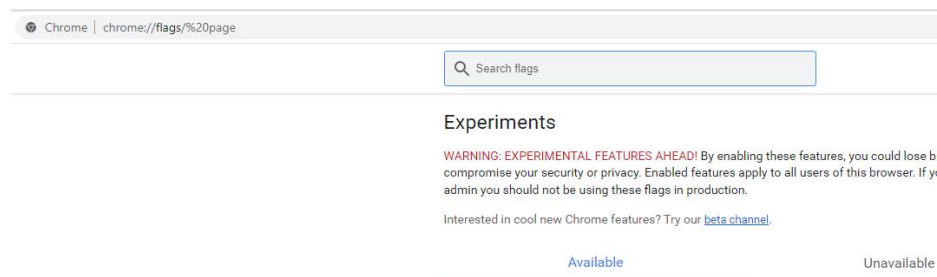 Chrome | chrome://flags/%20page
Search flags
Experiments
WARNING: EXPERIMENTAL FEATURES AHEAD! By enabling these features, you could lose b
compromise your security or privacy. Enabled features apply to all users of this browser. If yo
admin you should not be using these flags in production.
Interested in cool new Chrome features? Try our beta channel.
Available Unavailable